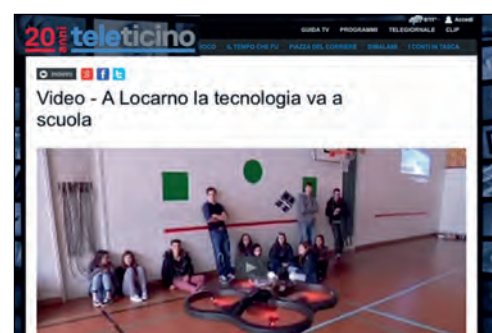 Accedi
20 anni teleticino
GUIDA TV PROGRAMMI TELEGIORNALE CLIP
IL TEMPO CHE FU PIAZZA DEL CORRIERE I CONTI IN TASCA
Video - A Locarno la tecnologia va a
scuola